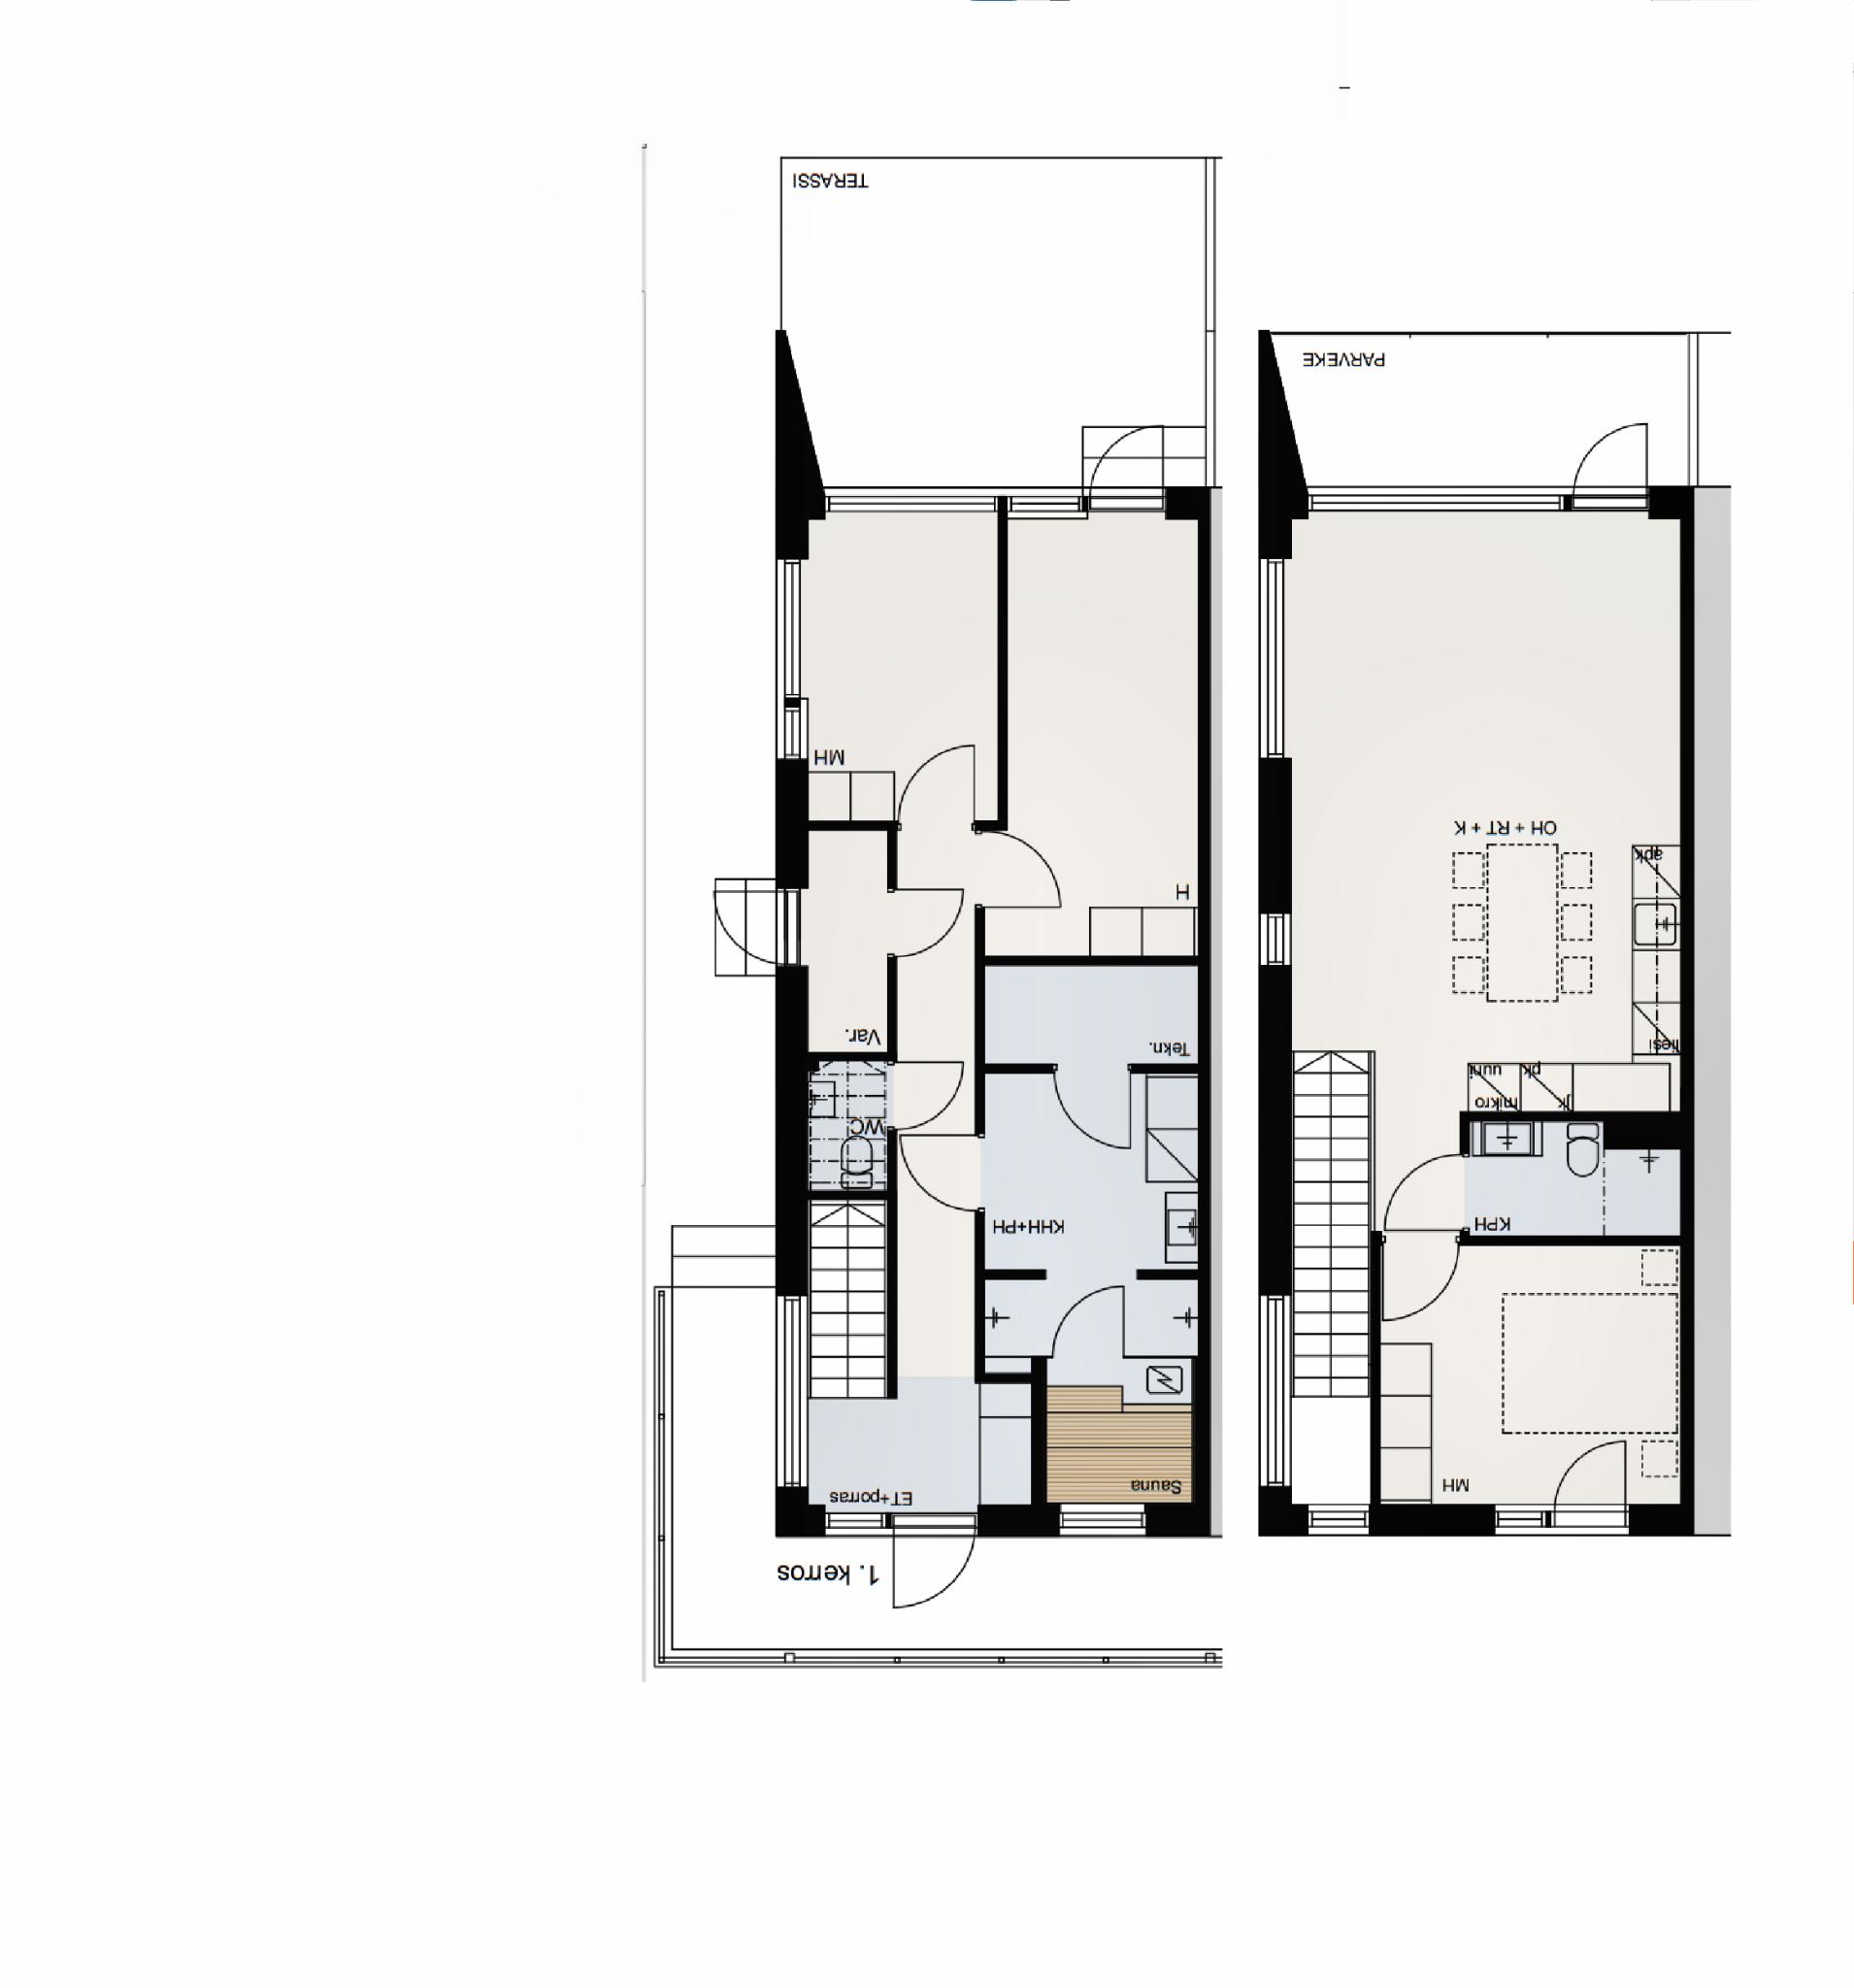 TERASSI
MH
H
Var.
Tekn.
WC
KHH+PH
Sauna
ET+porras
1. kerros
PARVEKE
OH + RT + K
apk
liesi
uuni
pk
mikro
jk
KPH
MH